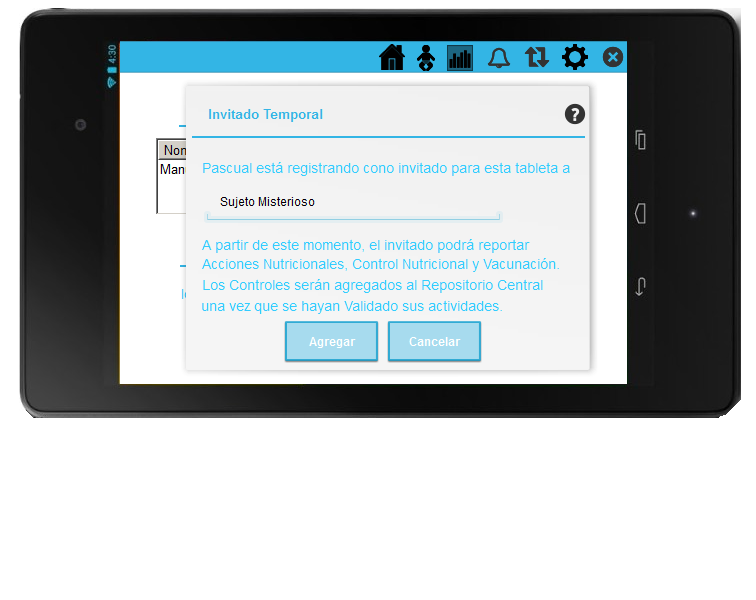 4:30
Invitado Temporal
?
Non
Man
Pascual está registrando cono invitado para esta tableta a
Sujeto Misterioso
A partir de este momento, el invitado podrá reportar
Acciones Nutricionales, Control Nutricional y Vacunación.
Los Controles serán agregados al Repositorio Central
una vez que se hayan Validado sus actividades.
Agregar
Cancelar